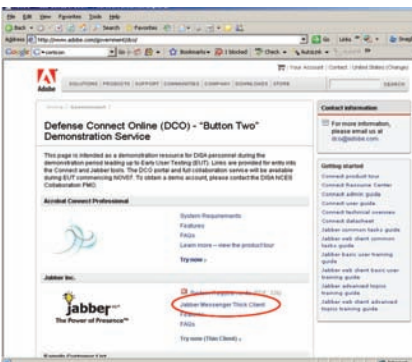 File Edit View Favorites Tools Help
Back Search Favorites
Address http://www.adobe.com/government/dco/
Google
Bookmarks Check
Adobe
Your Account Contact United States (Change)
SOLUTIONS PRODUCTS SUPPORT COMMUNITIES COMPANY DOWNLOADS STORE
SEARCH
Home / Government /
Defense Connect Online (DCO) - "Button Two"
Demonstration Service
This page is intended as a demonstration resource for DISA personnel during the
demonstration period leading up to Early User Testing (EUT). Links are provided for entry into
the Connect and Jabber tools. The DCO portal and full collaboration service will be available
during EUT commencing NOV07. To obtain a demo account, please contact the DISA NCES
Collaboration PMO.
Acrobat Connect Professional
System Requirements
Features
FAQs
Learn more – view the product tour
Try now ›
Jabber Inc.
jabber
The Power of Presence™
Jabber Messenger Thick Client
Features
FAQs
Try now (Thin Client) ›
Contact information
For more information,
please email us at
dco@adobe.com
Getting started
Connect product tour
Connect Resource Center
Connect admin guide
Connect user guide
Connect technical overview
Connect datasheet
Jabber common tasks guide
Jabber web client common
tasks guide
Jabber basic user training
guide
Jabber web client basic user
training guide
Jabber advanced topics
training guide
Jabber web client advanced
topics training guide